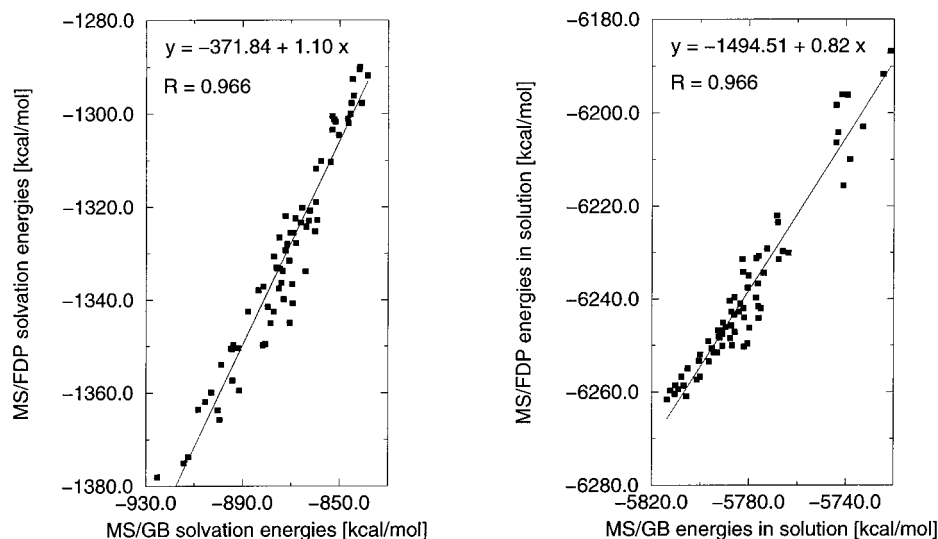 −1280.0
−1300.0
−1320.0
−1340.0
−1360.0
−1380.0
MS/FDP solvation energies [kcal/mol]
y = −371.84 + 1.10 x
R = 0.966
−930.0 −890.0 −850.0
MS/GB solvation energies [kcal/mol]
−6180.0
−6200.0
−6220.0
−6240.0
−6260.0
−6280.0
MS/FDP energies in solution [kcal/mol]
y = −1494.51 + 0.82 x
R = 0.966
−5820.0 −5780.0 −5740.0
MS/GB energies in solution [kcal/mol]